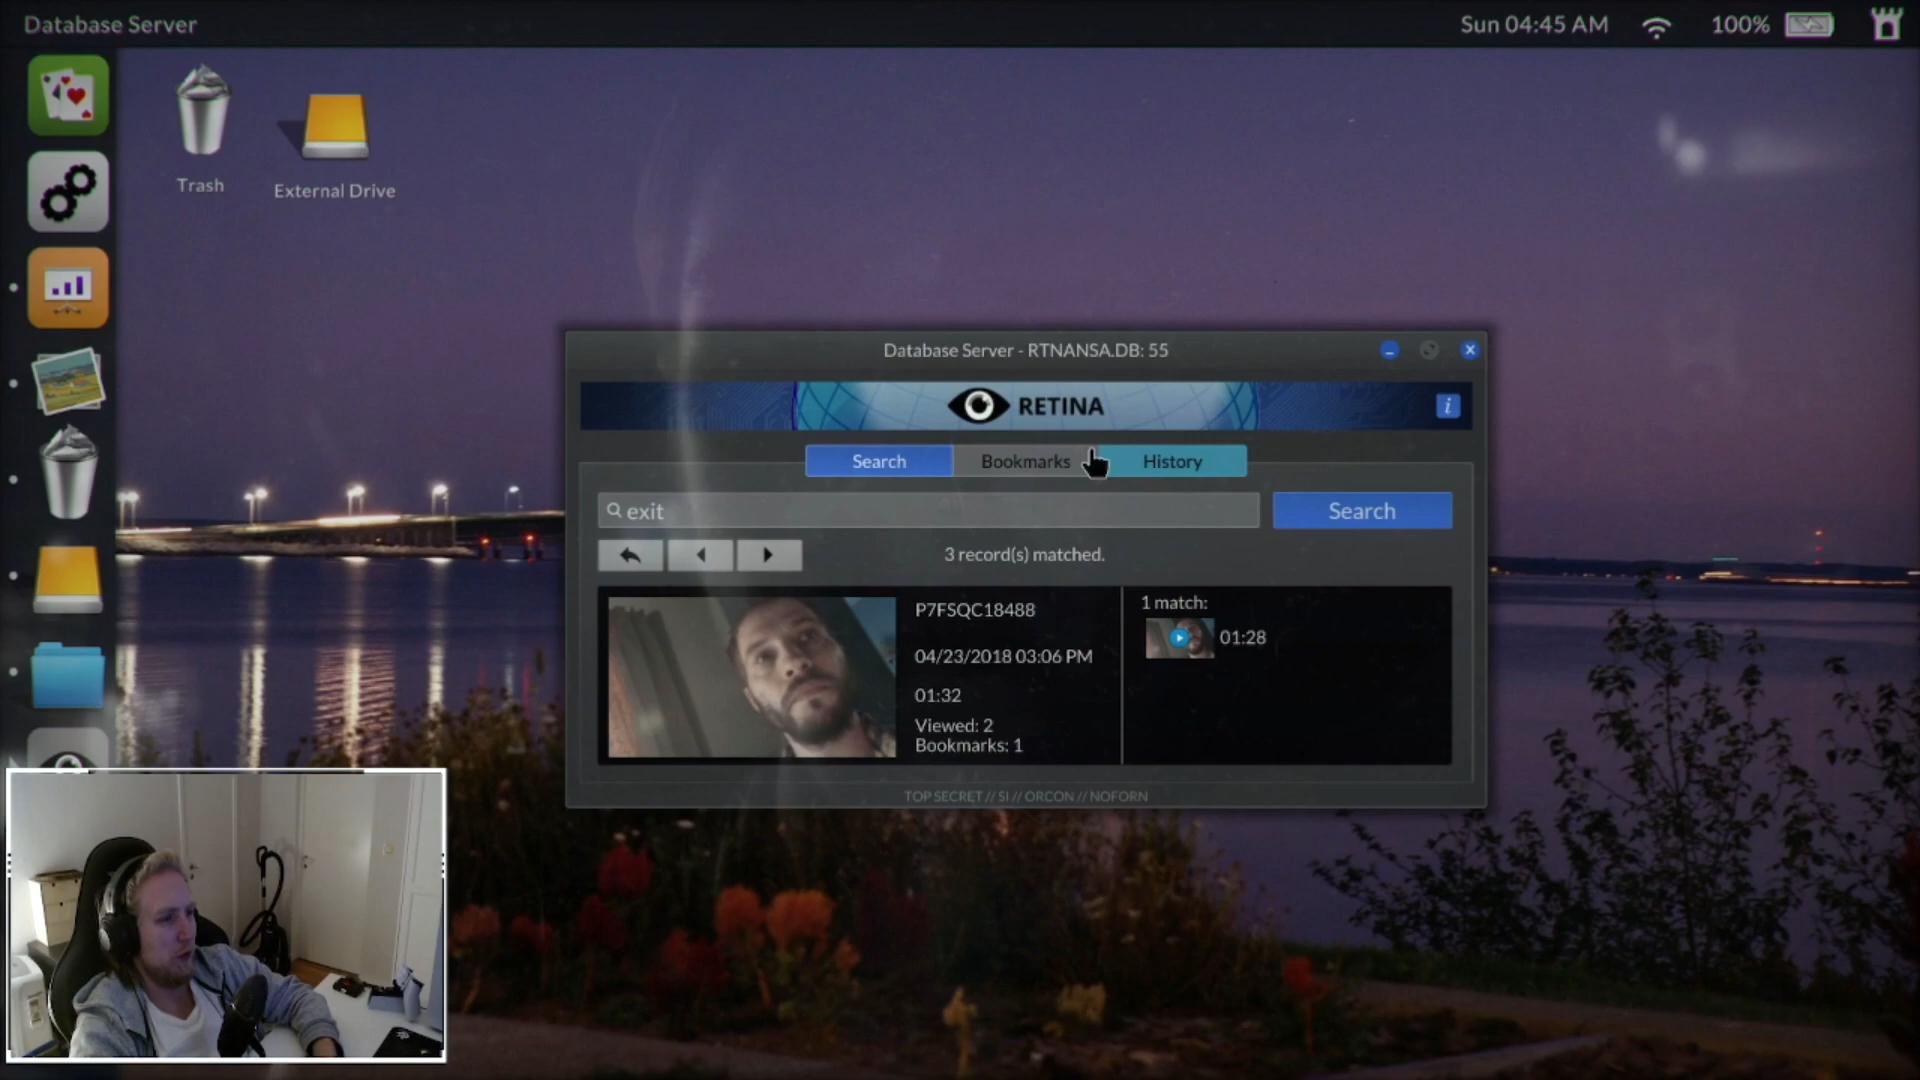 Database Server
Sun 04:45 AM
100%
Trash
External Drive
Database Server - RTNANSA.DB: 55
RETINA
i
Search
Bookmarks
History
exit
Search
3 record(s) matched.
P7FSQC18488
04/23/2018 03:06 PM
01:32
Viewed: 2
Bookmarks: 1
1 match:
01:28
TOP SECRET // SI // ORCON // NOFORN